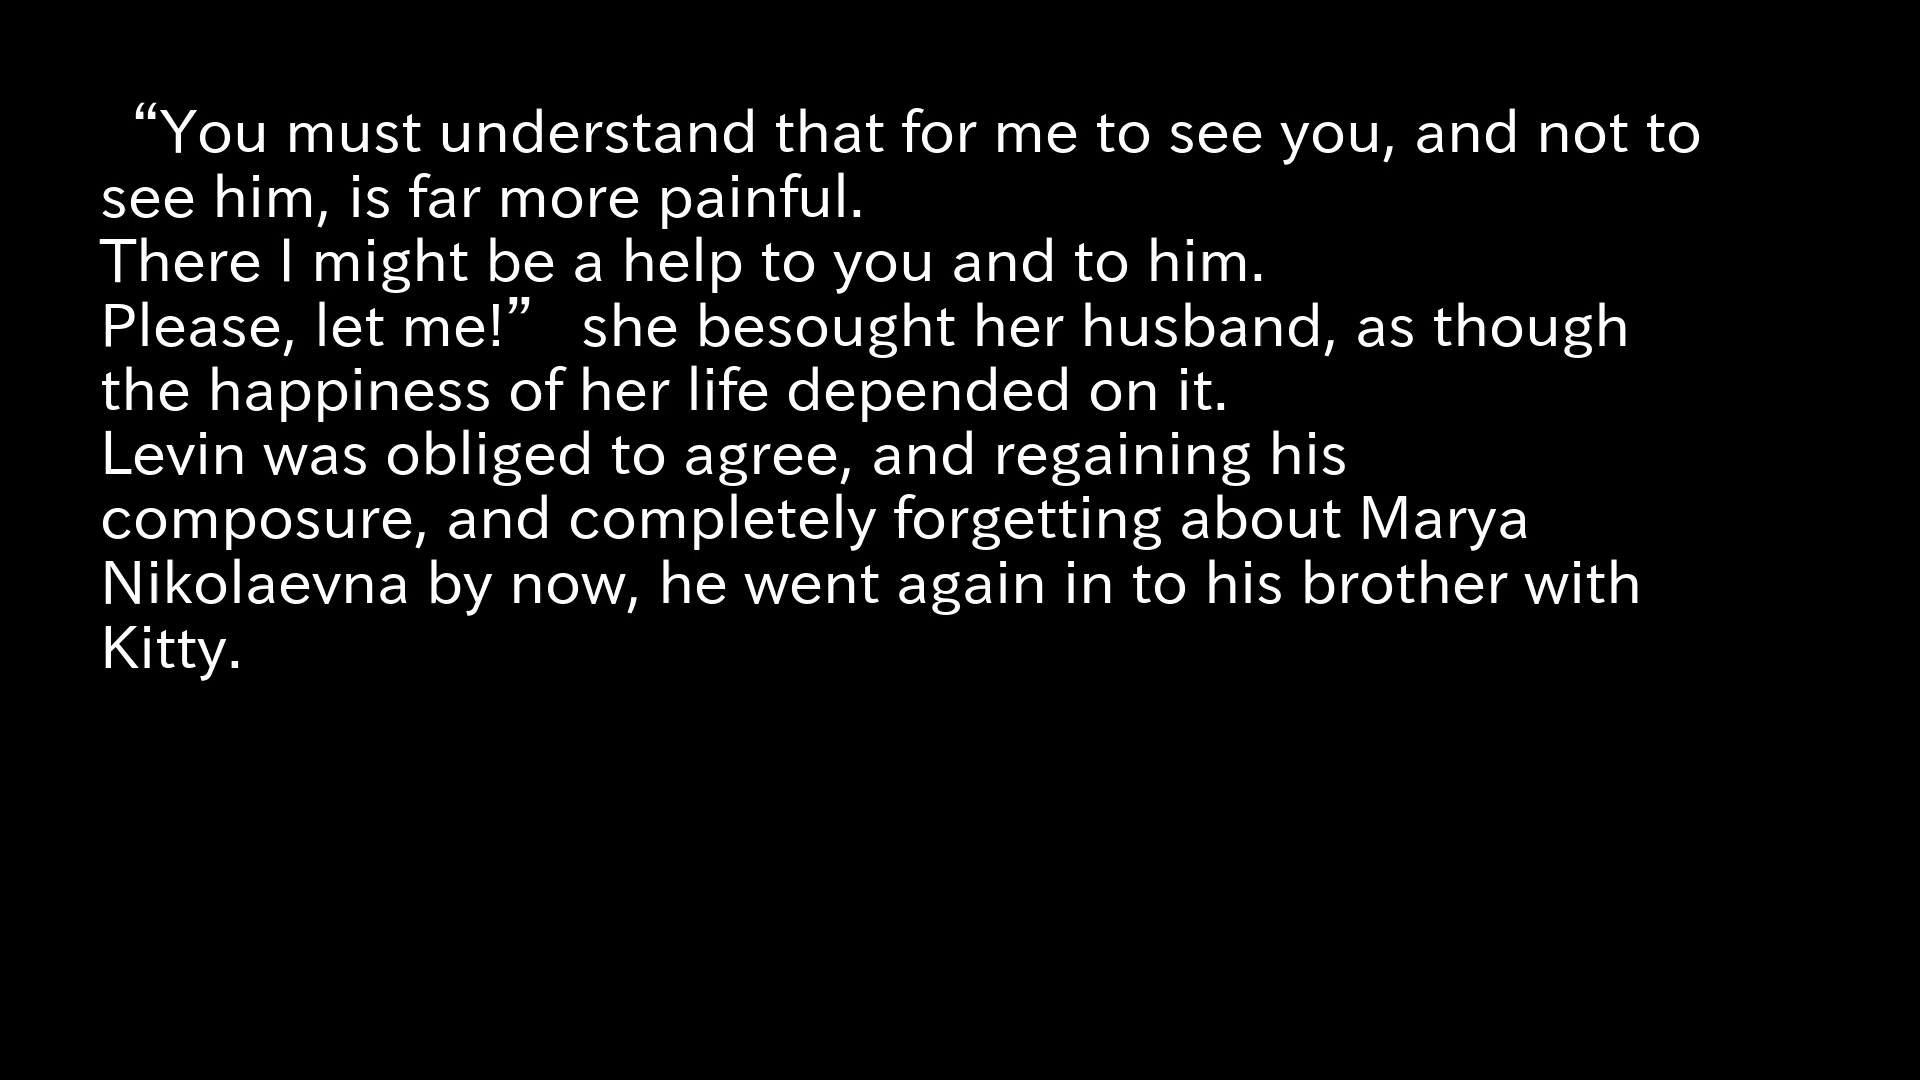 “You must understand that for me to see you, and not to
see him, is far more painful.
There I might be a help to you and to him.
Please, let me!” she besought her husband, as though
the happiness of her life depended on it.
Levin was obliged to agree, and regaining his
composure, and completely forgetting about Marya
Nikolaevna by now, he went again in to his brother with
Kitty.